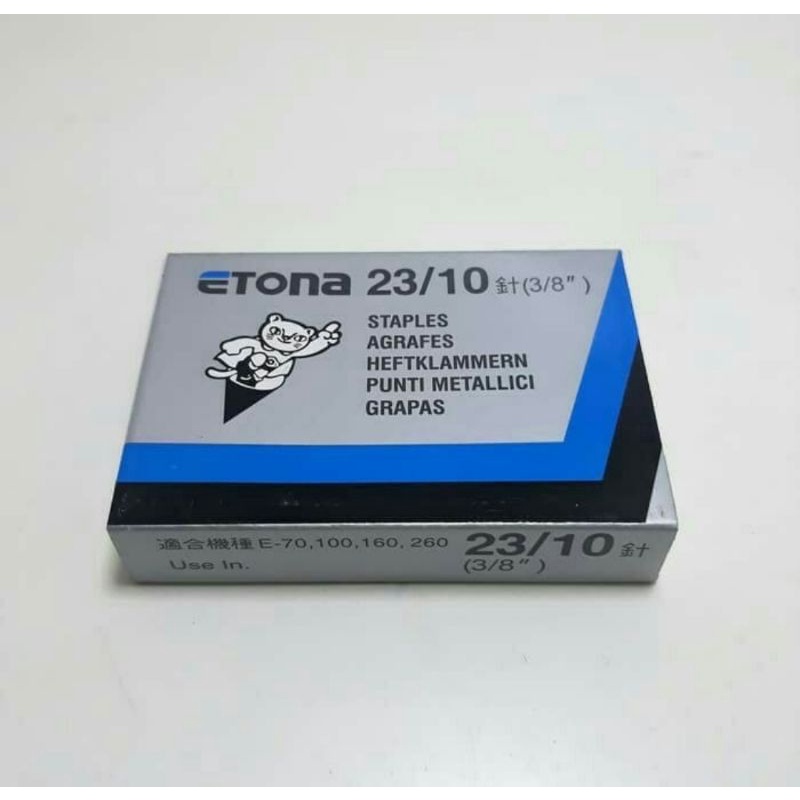 ETONA 23/10 針(3/8")
STAPLES
AGRAFES
HEFTKLAMMERN
PUNTI METALLICI
GRAPAS
適合機種 E-70,100,160,260 23/10 針
Use In. (3/8")